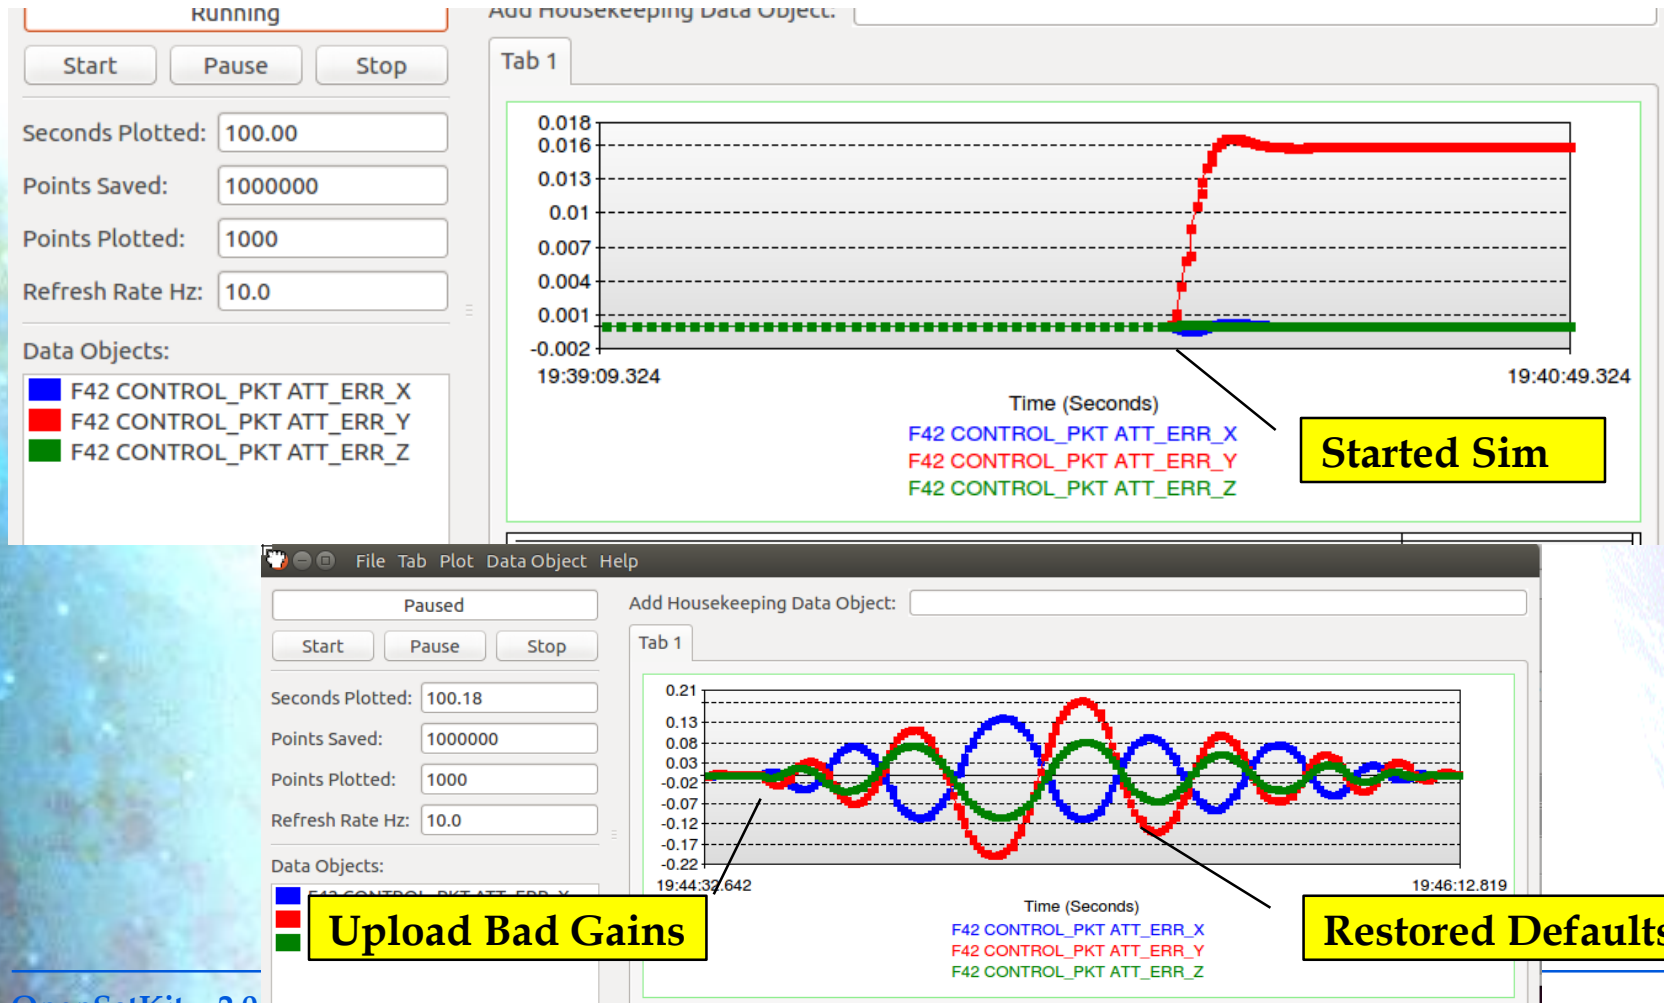 Running
Add Housekeeping Data Object:
Start Pause Stop
Tab 1
Seconds Plotted: 100.00
Points Saved: 1000000
Points Plotted: 1000
Refresh Rate Hz: 10.0
Data Objects:
F42 CONTROL_PKT ATT_ERR_X
F42 CONTROL_PKT ATT_ERR_Y
F42 CONTROL_PKT ATT_ERR_Z
0.018
0.016
0.013
0.01
0.007
0.004
0.001
-0.002
19:39:09.324 19:40:49.324
Time (Seconds)
F42 CONTROL_PKT ATT_ERR_X
F42 CONTROL_PKT ATT_ERR_Y
F42 CONTROL_PKT ATT_ERR_Z
Started Sim
File Tab Plot Data Object Help
Paused
Add Housekeeping Data Object:
Start Pause Stop
Tab 1
Seconds Plotted: 100.18
Points Saved: 1000000
Points Plotted: 1000
Refresh Rate Hz: 10.0
Data Objects:
0.21
0.13
0.08
0.03
-0.02
-0.07
-0.12
-0.17
-0.22
19:44:32.642 19:46:12.819
Time (Seconds)
F42 CONTROL_PKT ATT_ERR_X
F42 CONTROL_PKT ATT_ERR_Y
F42 CONTROL_PKT ATT_ERR_Z
Upload Bad Gains
Restored Defaults